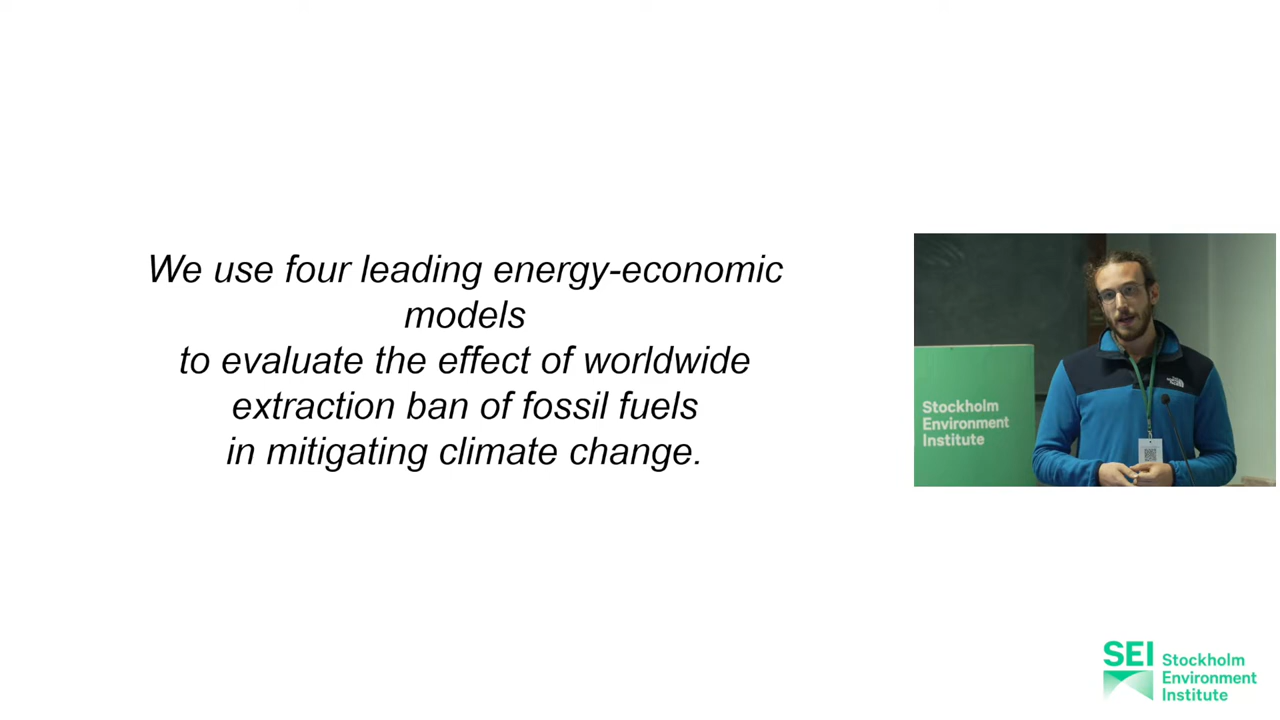 We use four leading energy-economic
models
to evaluate the effect of worldwide
extraction ban of fossil fuels
in mitigating climate change.
Stockholm
Environment
Institute
SEI Stockholm
Environment
Institute